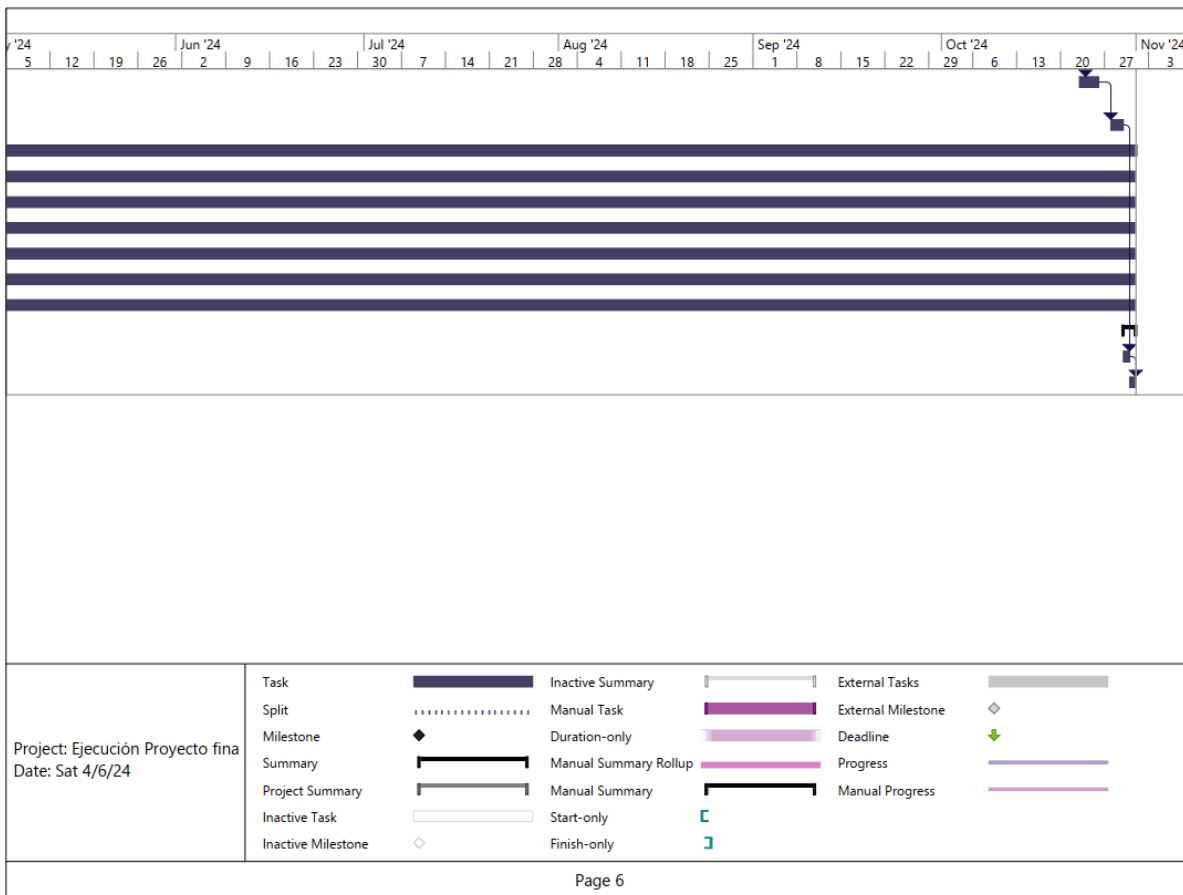 y '24 Jun '24 Jul '24 Aug '24 Sep '24 Oct '24 Nov '24
5 12 19 26 2 9 16 23 30 7 14 21 28 4 11 18 25 1 8 15 22 29 6 13 20 27 3
Project: Ejecución Proyecto fina
Date: Sat 4/6/24
Task
Split
Milestone
Summary
Project Summary
Inactive Task
Inactive Milestone
Inactive Summary
Manual Task
Duration-only
Manual Summary Rollup
Manual Summary
Start-only
Finish-only
External Tasks
External Milestone
Deadline
Progress
Manual Progress
Page 6